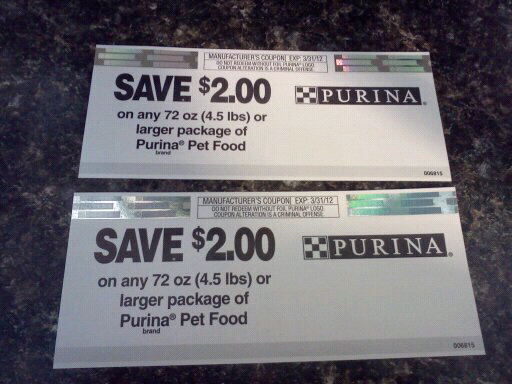 MANUFACTURER'S COUPON EXP 3/31/12
DO NOT REDEEM WITHOUT FOIL PURINA® LOGO
COUPON ALTERATION IS A CRIMINAL OFFENSE
SAVE $2.00
on any 72 oz (4.5 lbs) or
larger package of
Purina® Pet Food
brand
PURINA®
006815
MANUFACTURER'S COUPON EXP 3/31/12
DO NOT REDEEM WITHOUT FOIL PURINA® LOGO
COUPON ALTERATION IS A CRIMINAL OFFENSE
SAVE $2.00
on any 72 oz (4.5 lbs) or
larger package of
Purina® Pet Food
brand
PURINA®
006815